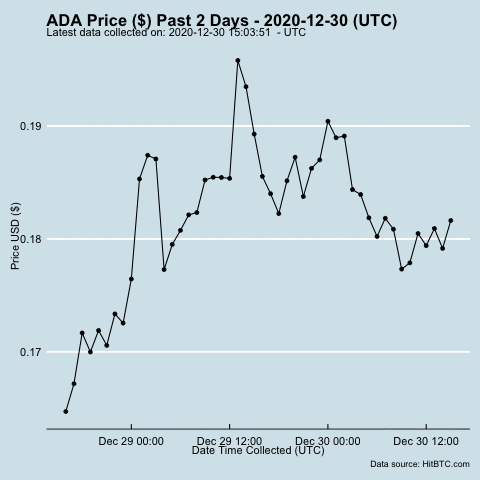 ADA Price ($) Past 2 Days - 2020-12-30 (UTC)
Latest data collected on: 2020-12-30 15:03:51 - UTC
0.19
0.18
0.17
Price USD ($)
Dec 29 00:00 Dec 29 12:00 Dec 30 00:00 Dec 30 12:00
Date Time Collected (UTC)
Data source: HitBTC.com